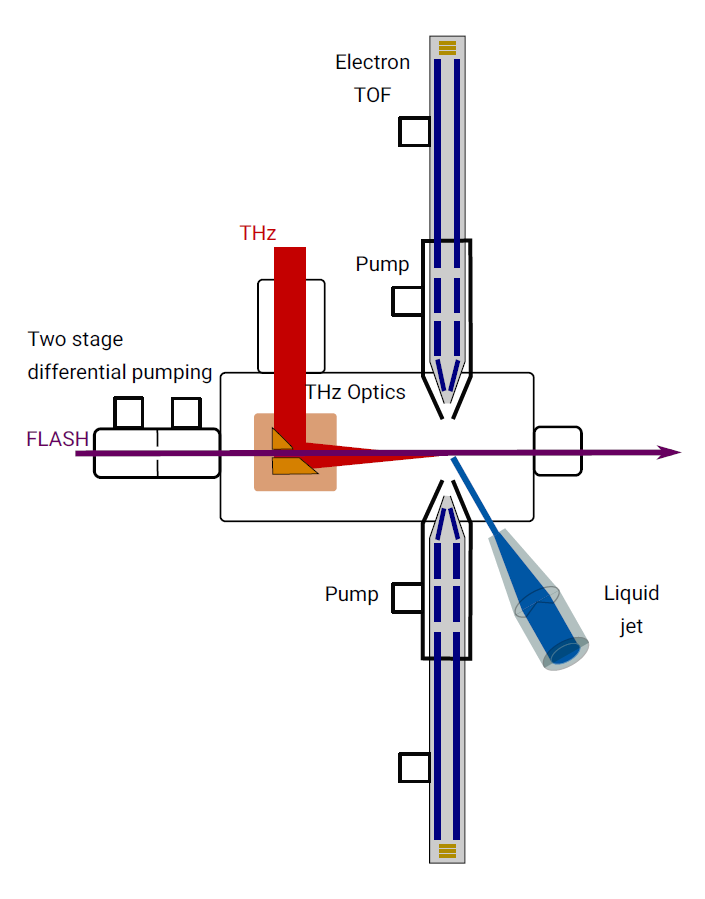 Electron
TOF
THz
Pump
Two stage
differential pumping
THz Optics
FLASH
Pump
Liquid
jet